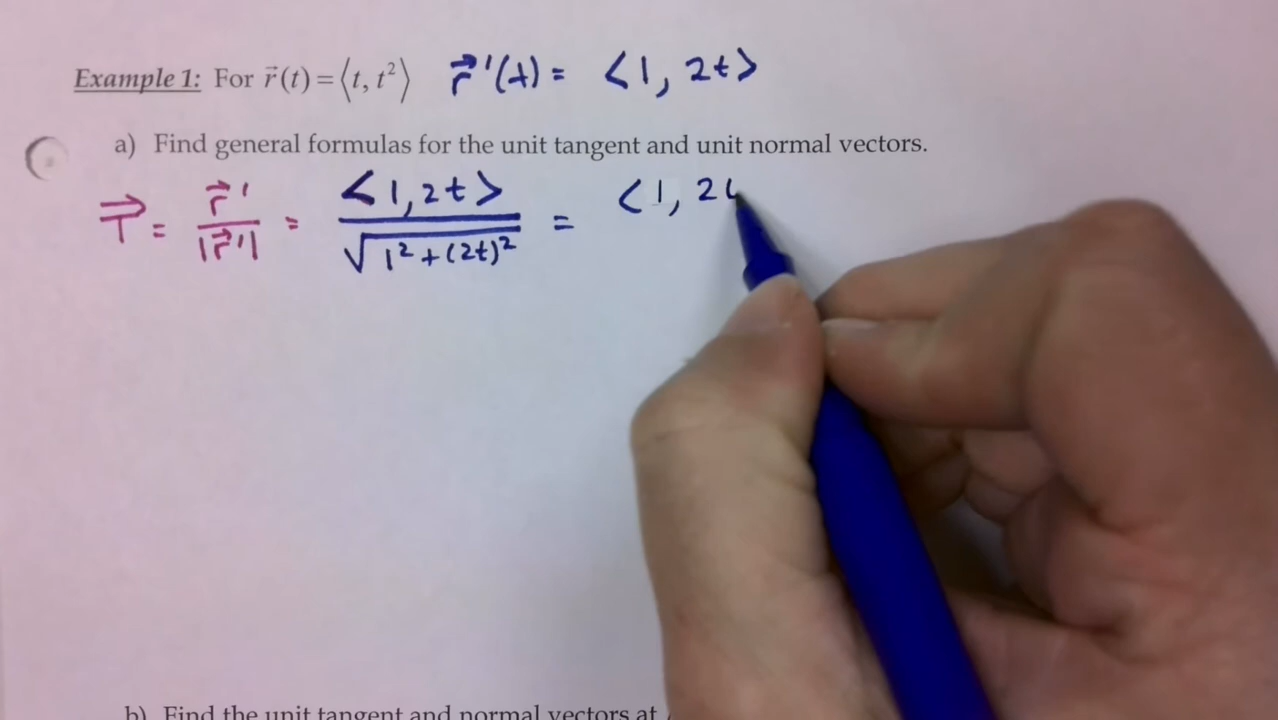 Example 1: For r⃗(t) = ⟨t, t²⟩ r⃗'(t) = <1, 2t>
a) Find general formulas for the unit tangent and unit normal vectors.
T⃗ = r⃗' / |r⃗'| = <1, 2t> / √(1² + (2t)²) = <1, 2
b) Find the unit tangent and normal vectors at